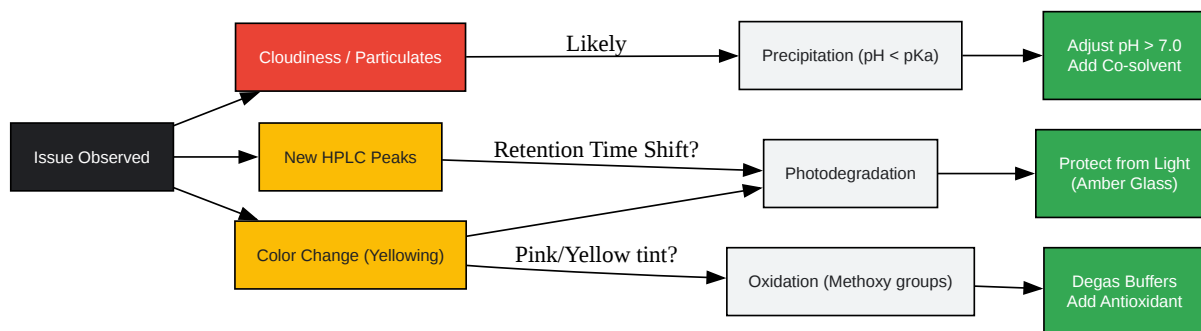 Issue Observed
Cloudiness / Particulates
Likely
Precipitation (pH < pKa)
Adjust pH > 7.0
Add Co-solvent
New HPLC Peaks
Retention Time Shift?
Photodegradation
Protect from Light
(Amber Glass)
Color Change (Yellowing)
Pink/Yellow tint?
Oxidation (Methoxy groups)
Degas Buffers
Add Antioxidant